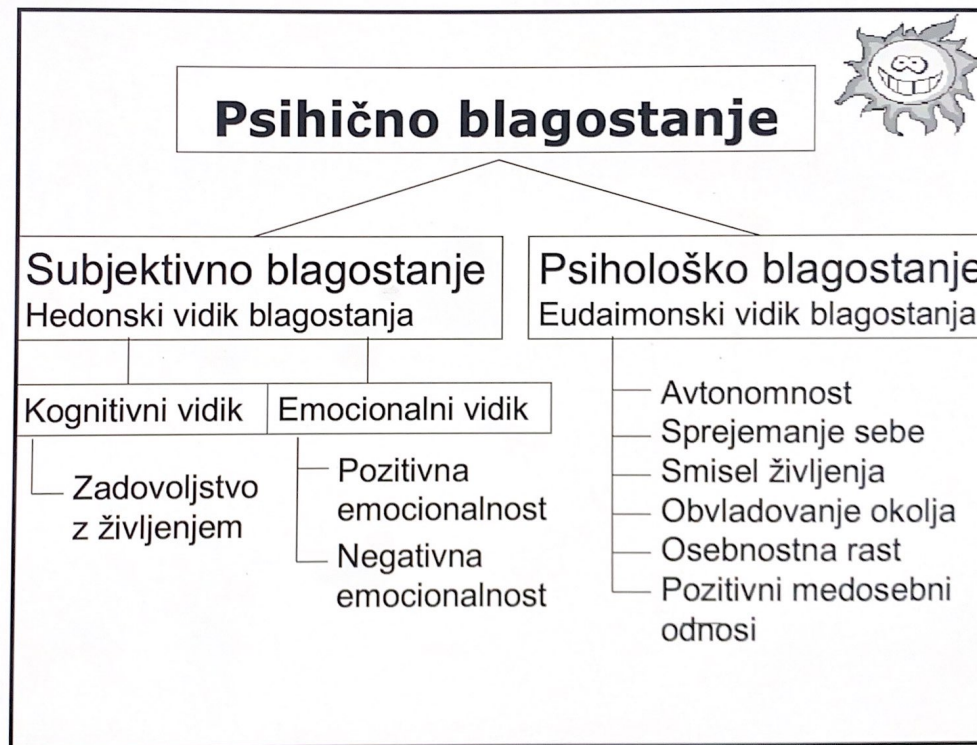 Psihično blagostanje
Subjektivno blagostanje
Hedonski vidik blagostanja
Kognitivni vidik
Zadovoljstvo
z življenjem
Emocionalni vidik
Pozitivna
emocionalnost
Negativna
emocionalnost
Psihološko blagostanje
Eudaimonski vidik blagostanja
Avtonomnost
Sprejemanje sebe
Smisel življenja
Obvladovanje okolja
Osebnostna rast
Pozitivni medosebni
odnosi